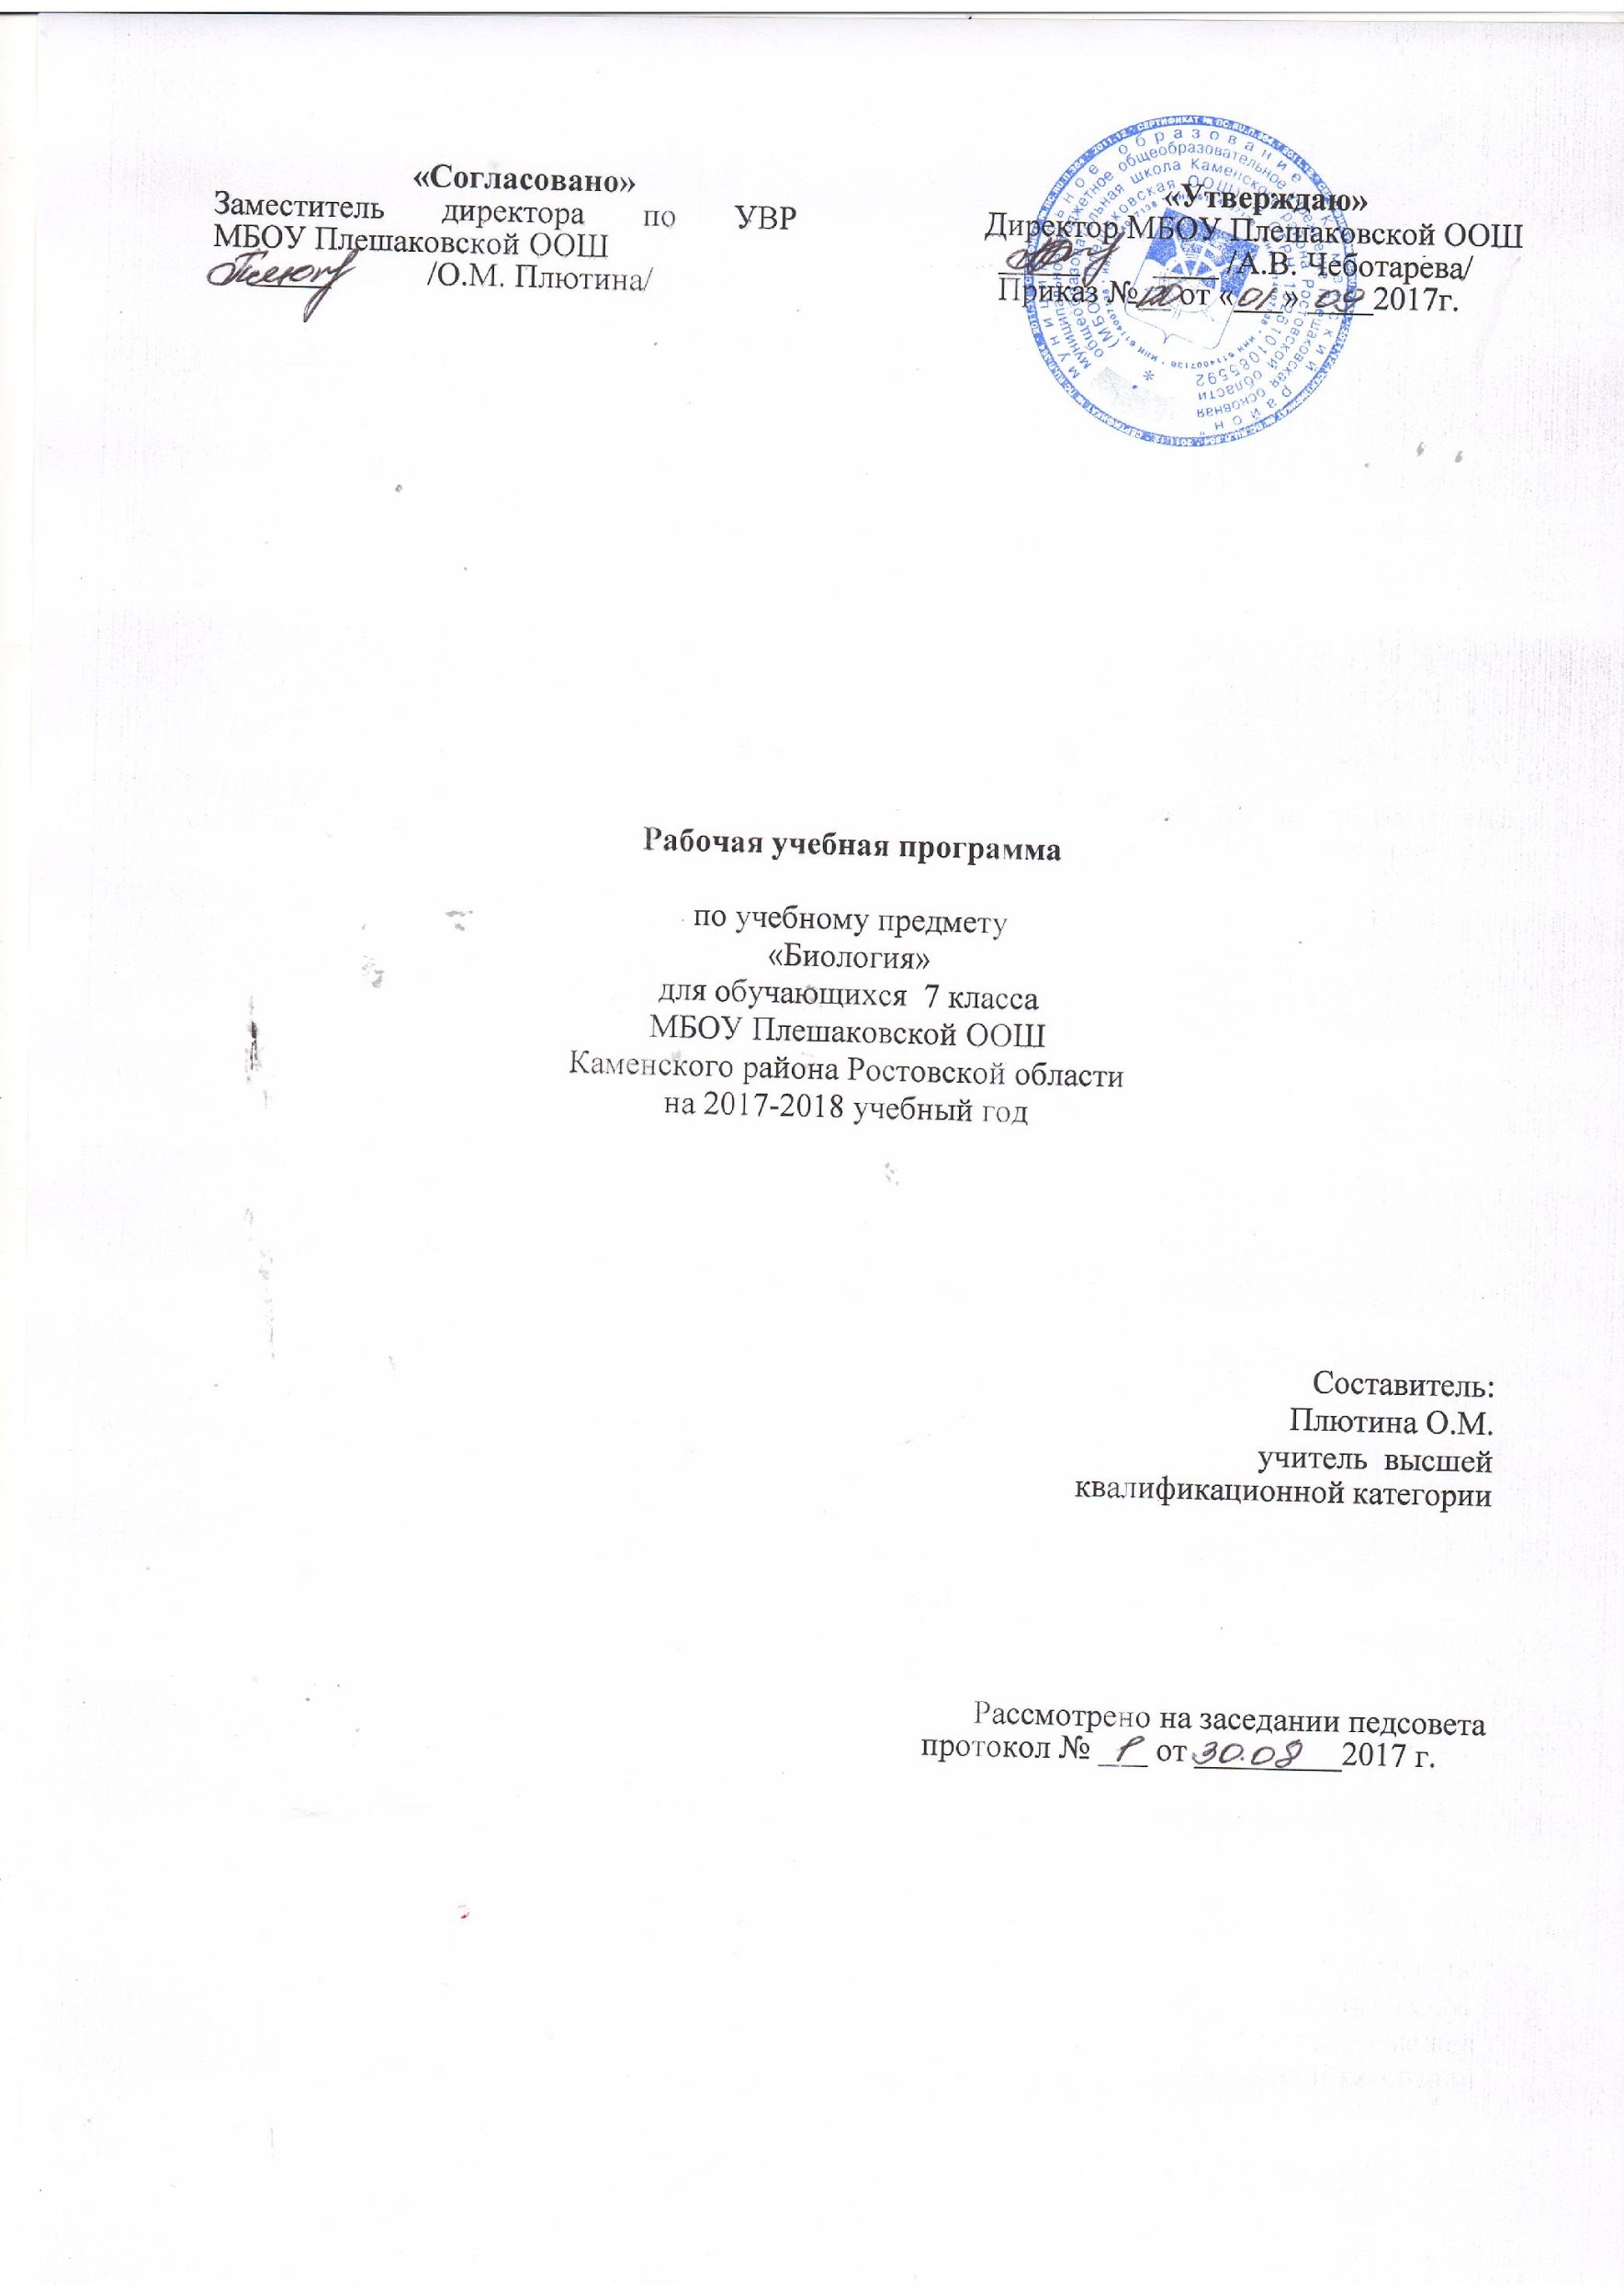 «Согласовано»
Заместитель директора по УВР
МБОУ Плешаковской ООШ
/О.М. Плютина/
«Утверждаю»
Директор МБОУ Плешаковской ООШ
/А.В. Чеботарева/
Приказ № от «01» 09 2017г.
Рабочая учебная программа
по учебному предмету
«Биология»
для обучающихся 7 класса
МБОУ Плешаковской ООШ
Каменского района Ростовской области
на 2017-2018 учебный год
Составитель:
Плютина О.М.
учитель высшей
квалификационной категории
Рассмотрено на заседании педсовета
протокол № от 30.08 2017 г.